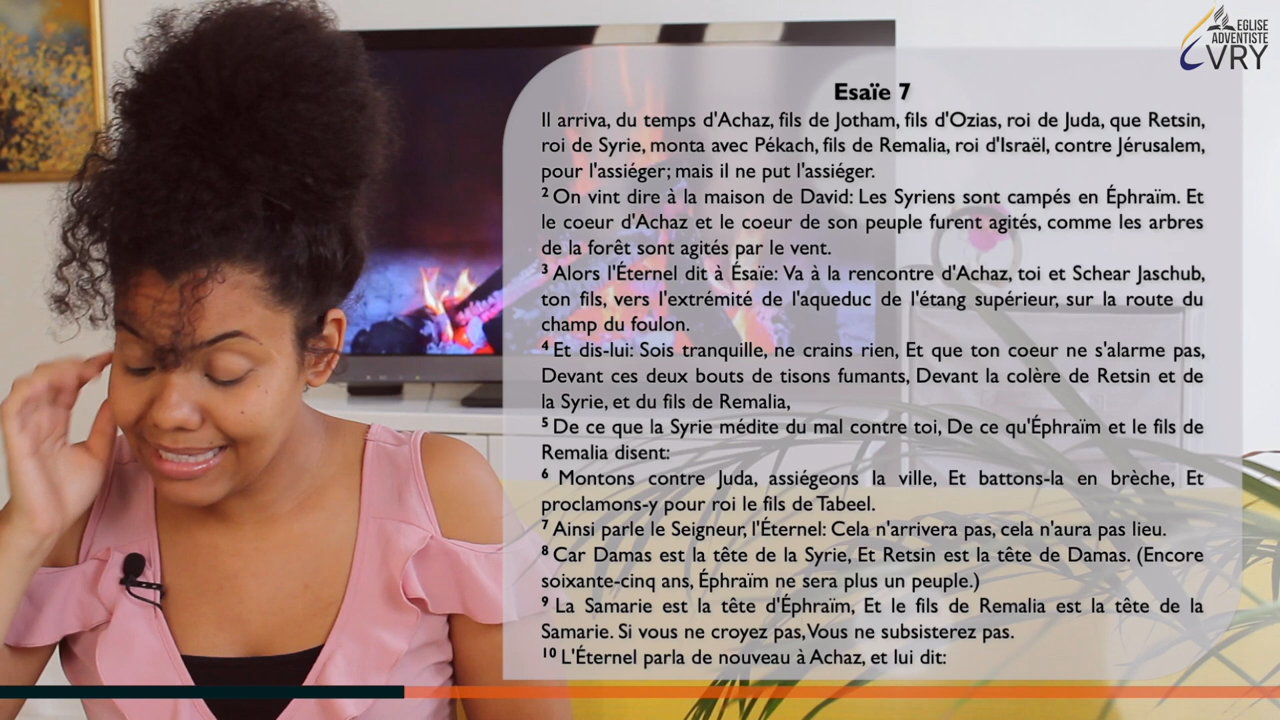 EGLISE
ADVENTISTE
VRY
Esaïe 7
Il arriva, du temps d'Achaz, fils de Jotham, fils d'Ozias, roi de Juda, que Retsin,
roi de Syrie, monta avec Pékach, fils de Remalia, roi d'Israël, contre Jérusalem,
pour l'assiéger; mais il ne put l'assiéger.
2 On vint dire à la maison de David: Les Syriens sont campés en Éphraïm. Et
le coeur d'Achaz et le coeur de son peuple furent agités, comme les arbres
de la forêt sont agités par le vent.
3 Alors l'Éternel dit à Ésaïe: Va à la rencontre d'Achaz, toi et Schear Jaschub,
ton fils, vers l'extrémité de l'aqueduc de l'étang supérieur, sur la route du
champ du foulon.
4 Et dis-lui: Sois tranquille, ne crains rien, Et que ton coeur ne s'alarme pas,
Devant ces deux bouts de tisons fumants, Devant la colère de Retsin et de
la Syrie, et du fils de Remalia,
5 De ce que la Syrie médite du mal contre toi, De ce qu'Éphraïm et le fils de
Remalia disent:
6 Montons contre Juda, assiégeons la ville, Et battons-la en brèche, Et
proclamons-y pour roi le fils de Tabeel.
7 Ainsi parle le Seigneur, l'Éternel: Cela n'arrivera pas, cela n'aura pas lieu.
8 Car Damas est la tête de la Syrie, Et Retsin est la tête de Damas. (Encore
soixante-cinq ans, Éphraïm ne sera plus un peuple.)
9 La Samarie est la tête d'Éphraïm, Et le fils de Remalia est la tête de la
Samarie. Si vous ne croyez pas, Vous ne subsisterez pas.
10 L'Éternel parla de nouveau à Achaz, et lui dit: